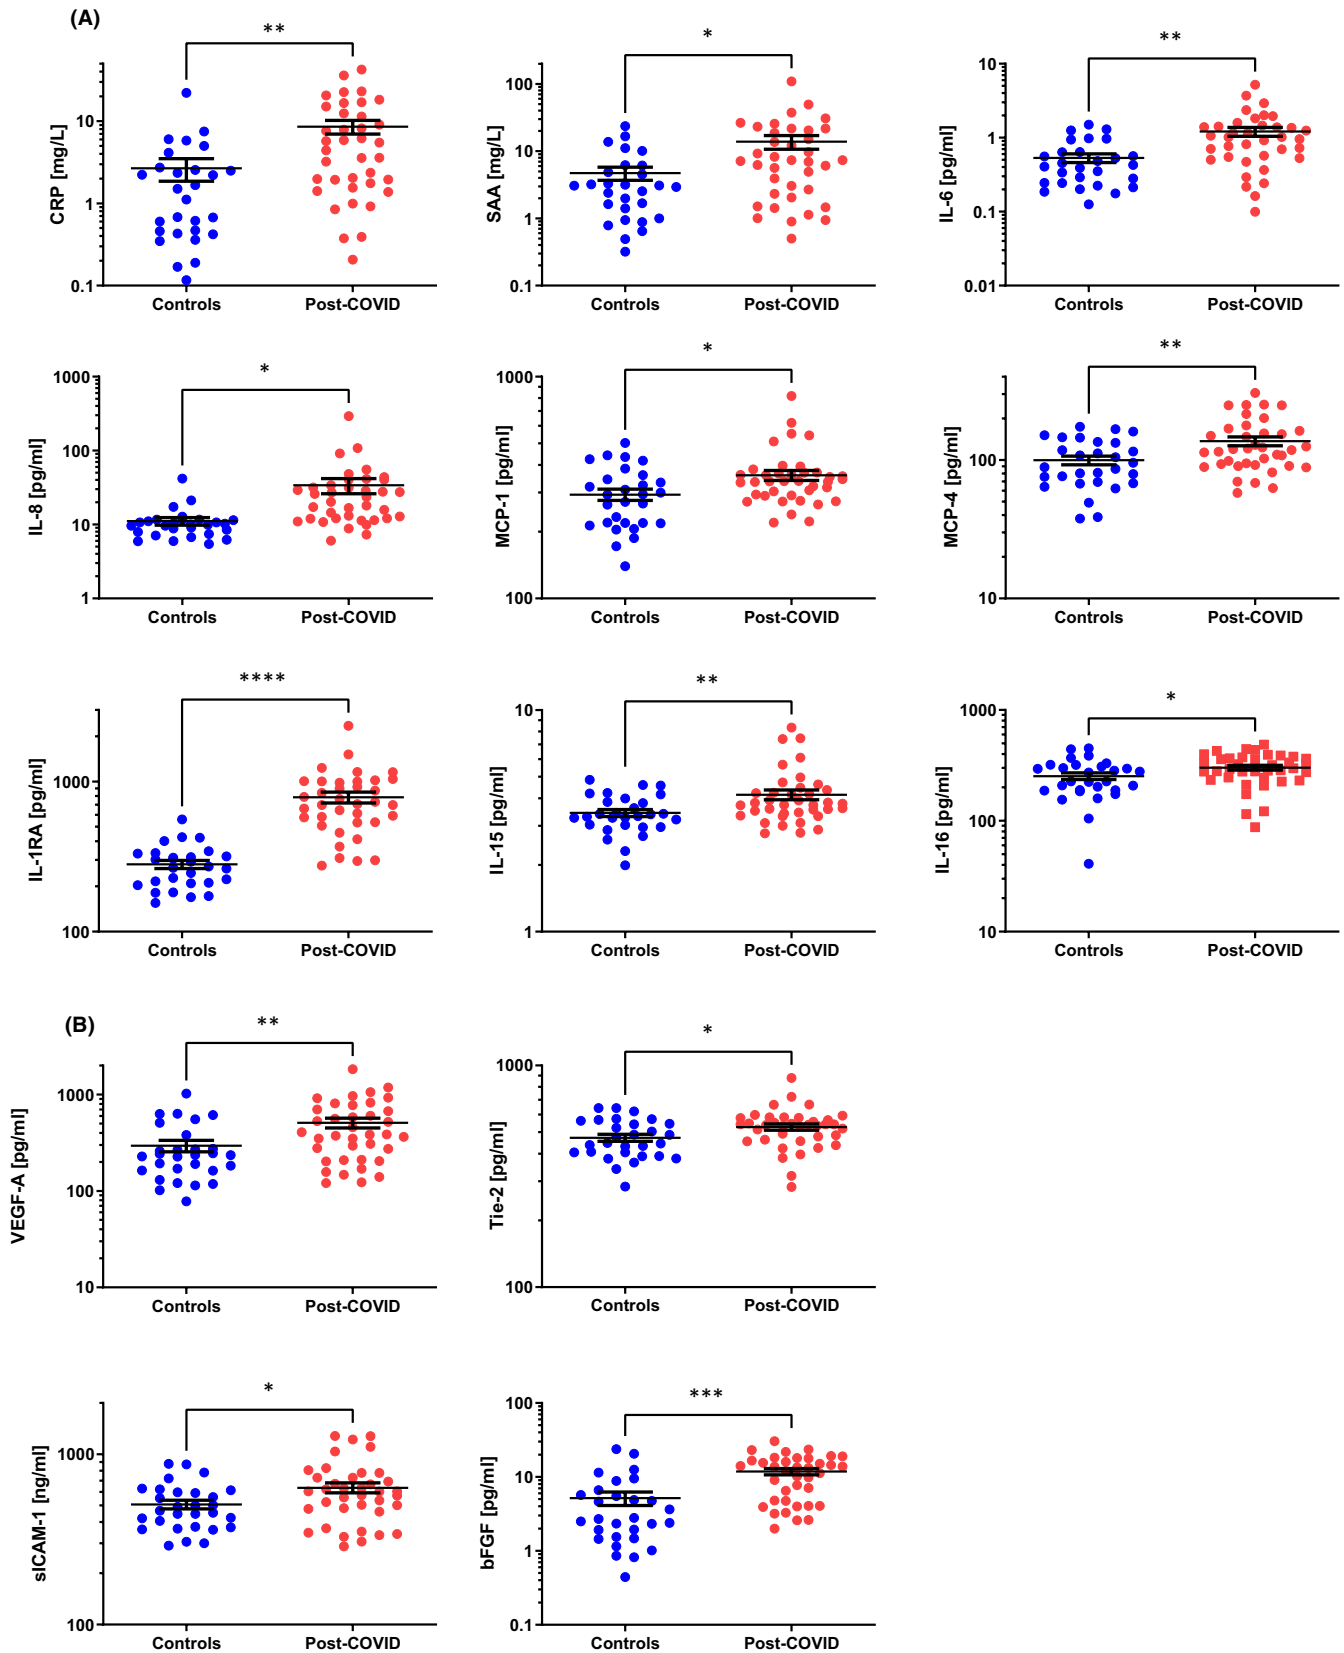 (A)
**
CRP [mg/L]
10
1
0.1
Controls
Post-COVID
*
SAA [mg/L]
100
10
1
0.1
Controls
Post-COVID
**
IL-6 [pg/ml]
10
1
0.1
0.01
Controls
Post-COVID
*
IL-8 [pg/ml]
1000
100
10
1
Controls
Post-COVID
*
MCP-1 [pg/ml]
1000
100
Controls
Post-COVID
**
MCP-4 [pg/ml]
100
10
Controls
Post-COVID
****
IL-1RA [pg/ml]
1000
100
Controls
Post-COVID
**
IL-15 [pg/ml]
10
1
Controls
Post-COVID
*
IL-16 [pg/ml]
1000
100
10
Controls
Post-COVID
(B)
**
VEGF-A [pg/ml]
1000
100
10
Controls
Post-COVID
*
Tie-2 [pg/ml]
1000
100
Controls
Post-COVID
*
sICAM-1 [ng/ml]
1000
100
Controls
Post-COVID
***
bFGF [pg/ml]
100
10
1
0.1
Controls
Post-COVID